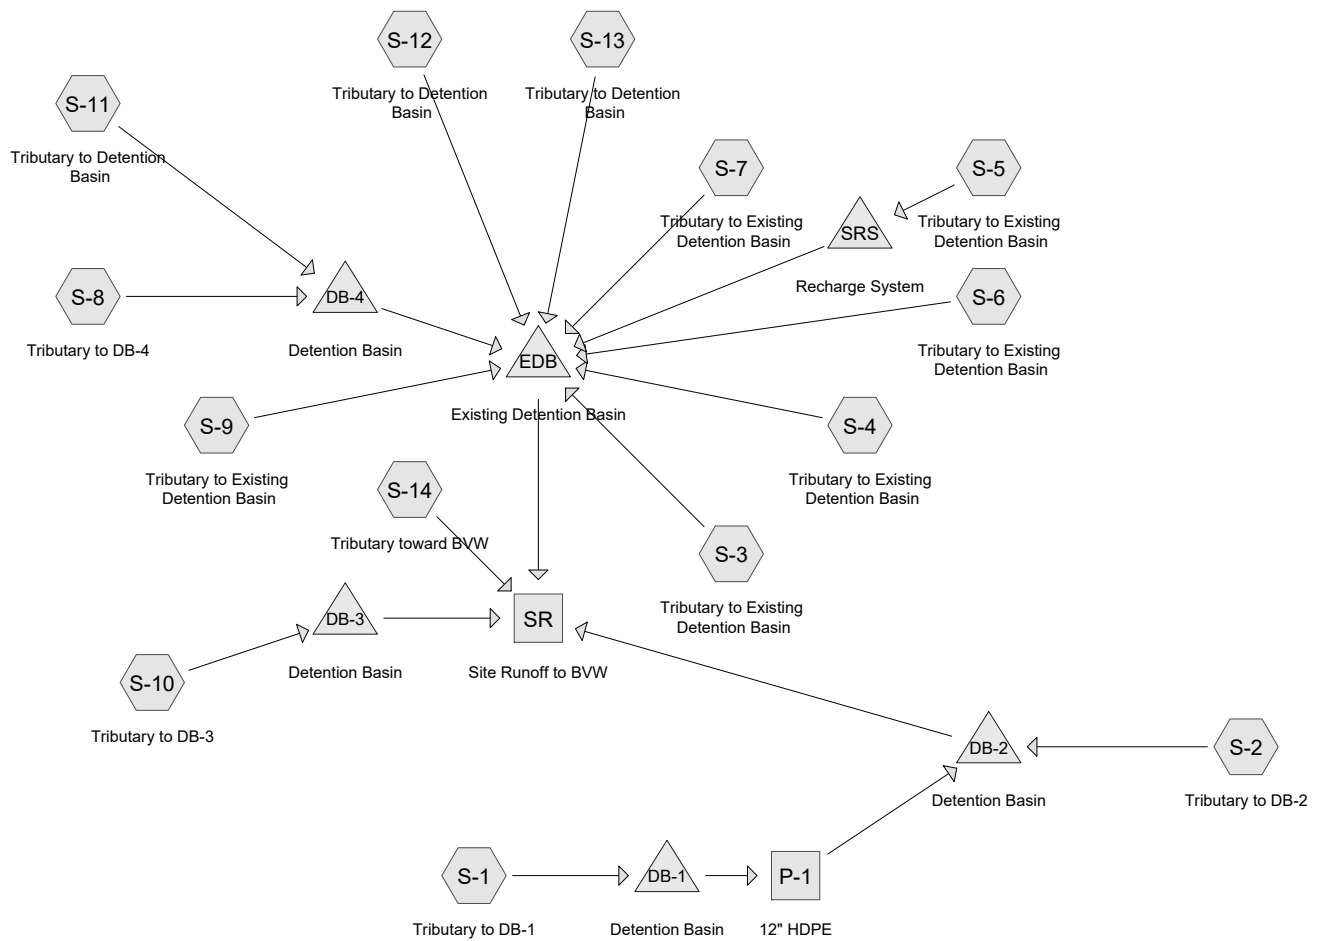 S-12
Tributary to Detention
Basin
S-13
Tributary to Detention
Basin
S-11
Tributary to Detention
Basin
S-7
Tributary to Existing
Detention Basin
S-5
Tributary to Existing
Detention Basin
SRS
Recharge System
S-8
Tributary to DB-4
DB-4
Detention Basin
S-6
Tributary to Existing
Detention Basin
EDB
Existing Detention Basin
S-9
Tributary to Existing
Detention Basin
S-4
Tributary to Existing
Detention Basin
S-14
Tributary toward BVW
S-3
Tributary to Existing
Detention Basin
DB-3
Detention Basin
SR
Site Runoff to BVW
S-10
Tributary to DB-3
DB-2
Detention Basin
S-2
Tributary to DB-2
S-1
Tributary to DB-1
DB-1
Detention Basin
P-1
12" HDPE